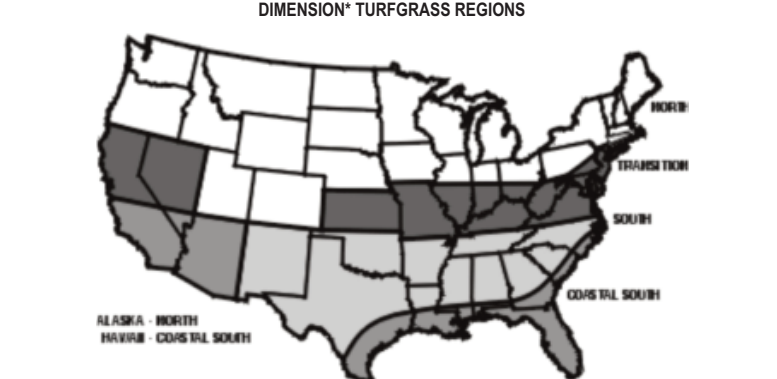 DIMENSION* TURFGRASS REGIONS
NORTH
TRANSITION
SOUTH
COASTAL SOUTH
ALASKA - NORTH
HAWAII - COASTAL SOUTH